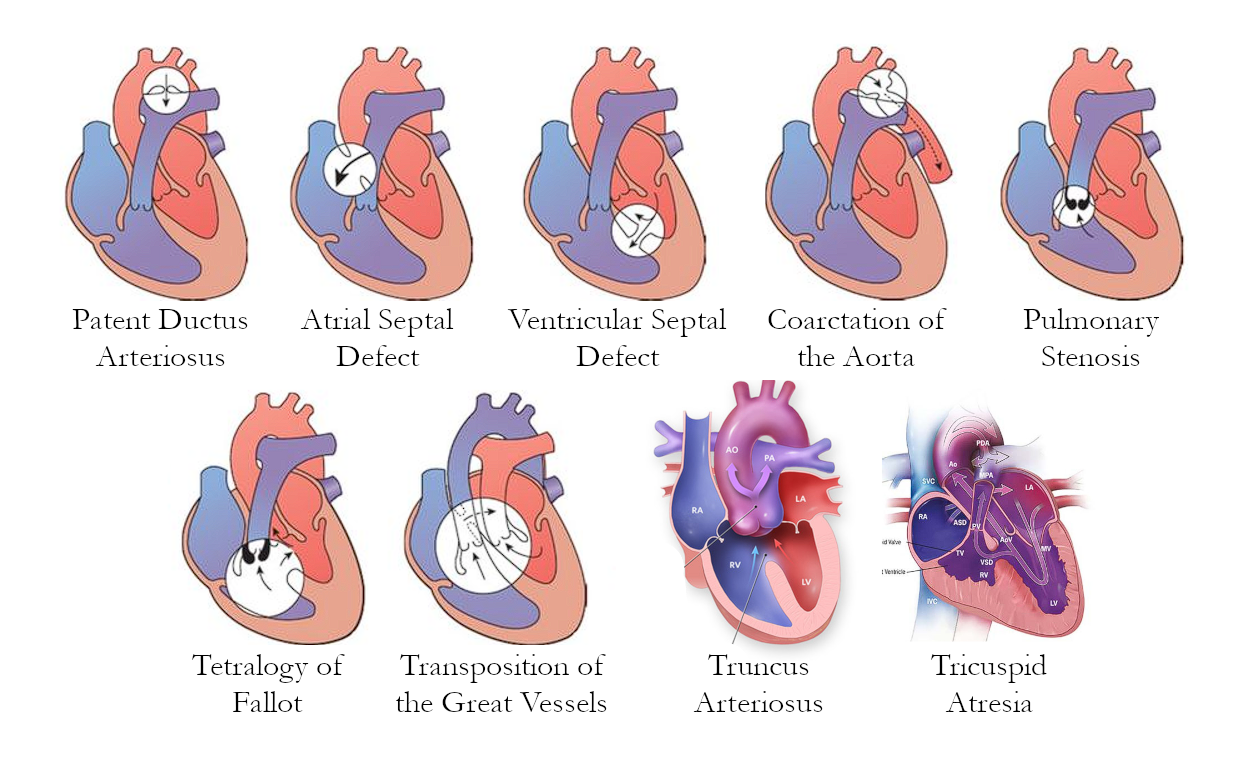 Patent Ductus
Arteriosus
Atrial Septal
Defect
Ventricular Septal
Defect
Coarctation of
the Aorta
Pulmonary
Stenosis
AO
PA
RA
LA
RV
LV
PDA
Ao
MPA
SVC
LA
RA
ASD
PV
AoV
TV
MV
VSD
RV
LV
IVC
d Valve
t Ventricle
Tetralogy of
Fallot
Transposition of
the Great Vessels
Truncus
Arteriosus
Tricuspid
Atresia